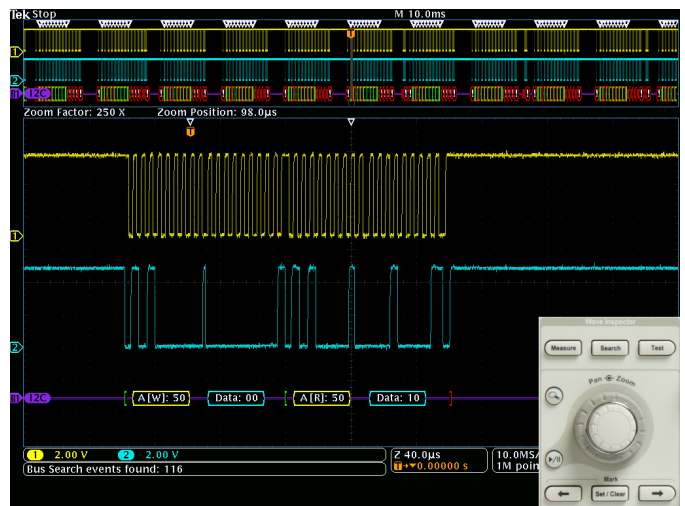 Tek Stop
M 10.0ms
1
2
B1 I2C
Zoom Factor: 250 X Zoom Position: 98.0µs
T
T
1
2
B1 I2C
A [W]: 50 Data: 00 A [R]: 50 Data: 10
1 2.00 V 2 2.00 V
Z 40.0µs
T→▾0.00000 s
10.0MS/
1M poin
Bus Search events found: 116
Wave Inspector
Measure Search Test
Pan Zoom
Mark
← Set / Clear →